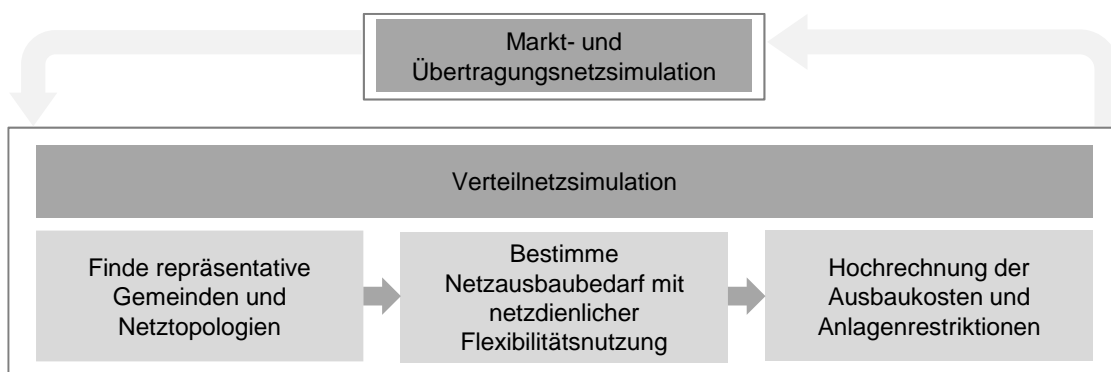 Markt- und
Übertragungsnetzsimulation
Verteilnetzsimulation
Finde repräsentative
Gemeinden und
Netztopologien
Bestimme
Netzausbaubedarf mit
netzdienlicher
Flexibilitätsnutzung
Hochrechnung der
Ausbaukosten und
Anlagenrestriktionen